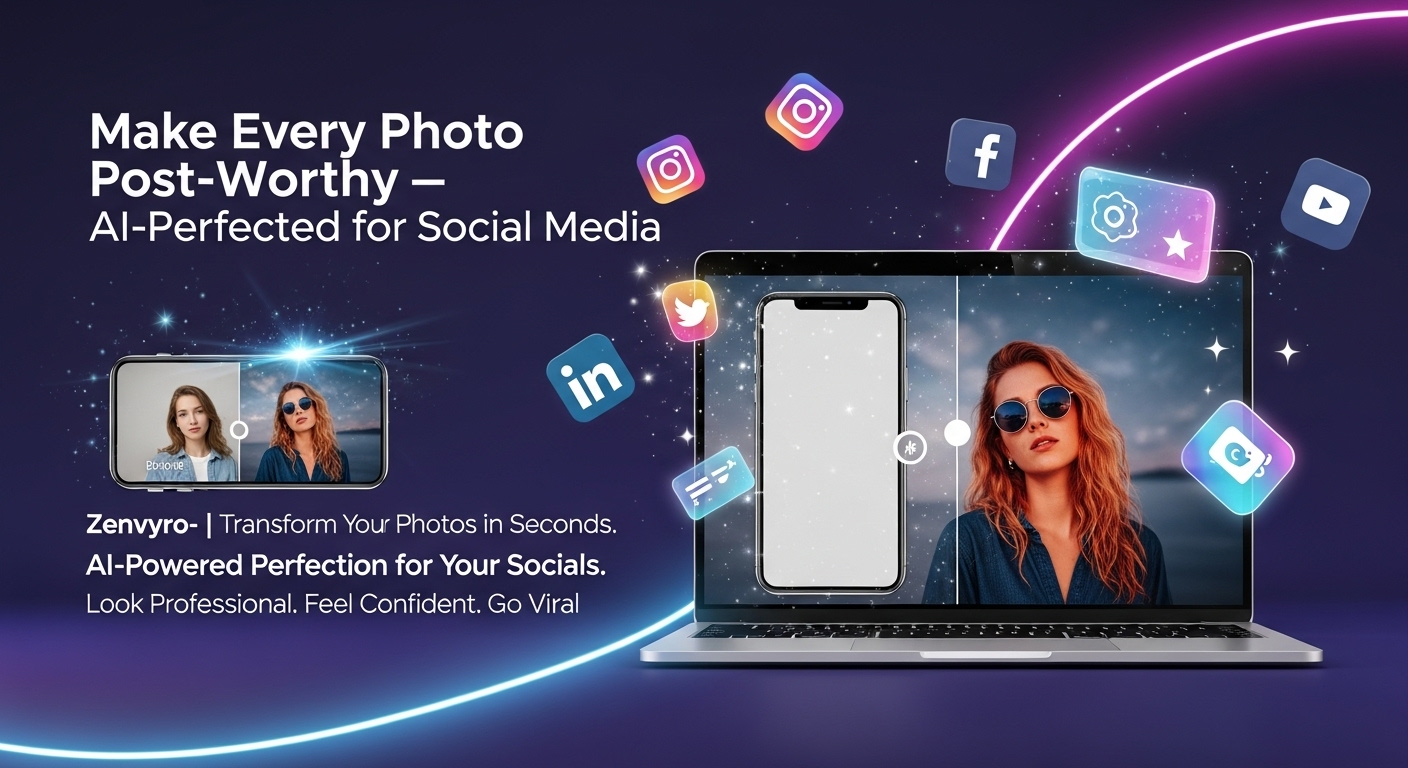 Make Every Photo
Post-Worthy —
AI-Perfected for Social Media
in
f
Zenvyro- | Transform Your Photos in Seconds.
AI-Powered Perfection for Your Socials.
Look Professional. Feel Confident. Go Viral